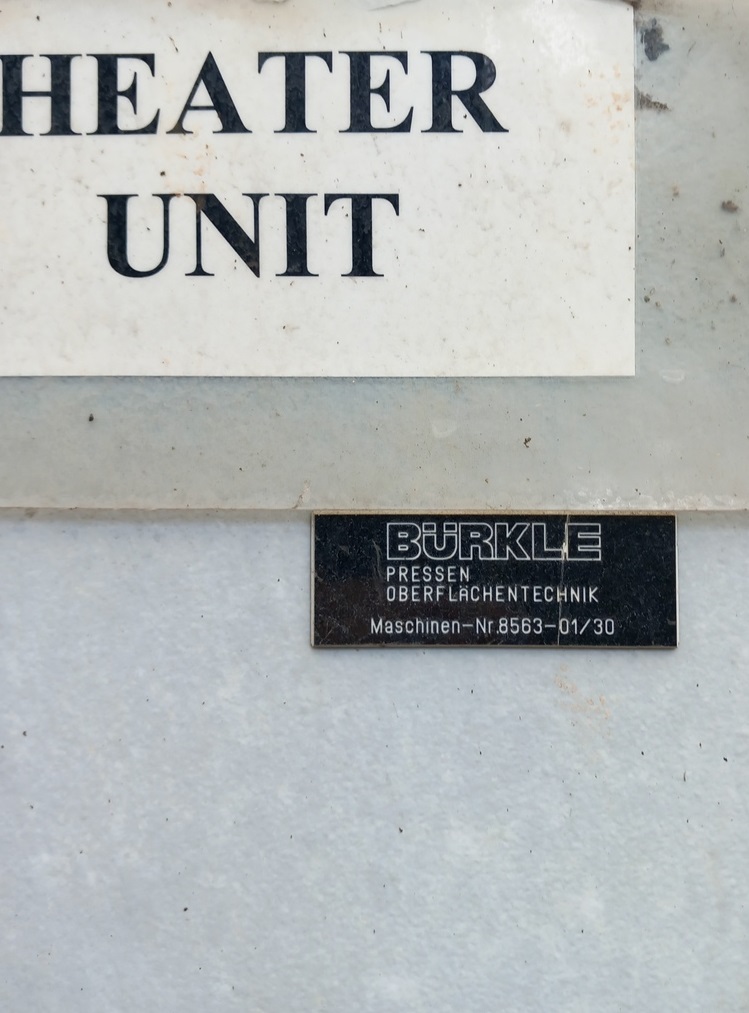 HEATER
UNIT
BÜRKLE
PRESSEN
OBERFLÄCHENTECHNIK
Maschinen-Nr.8563-01/30